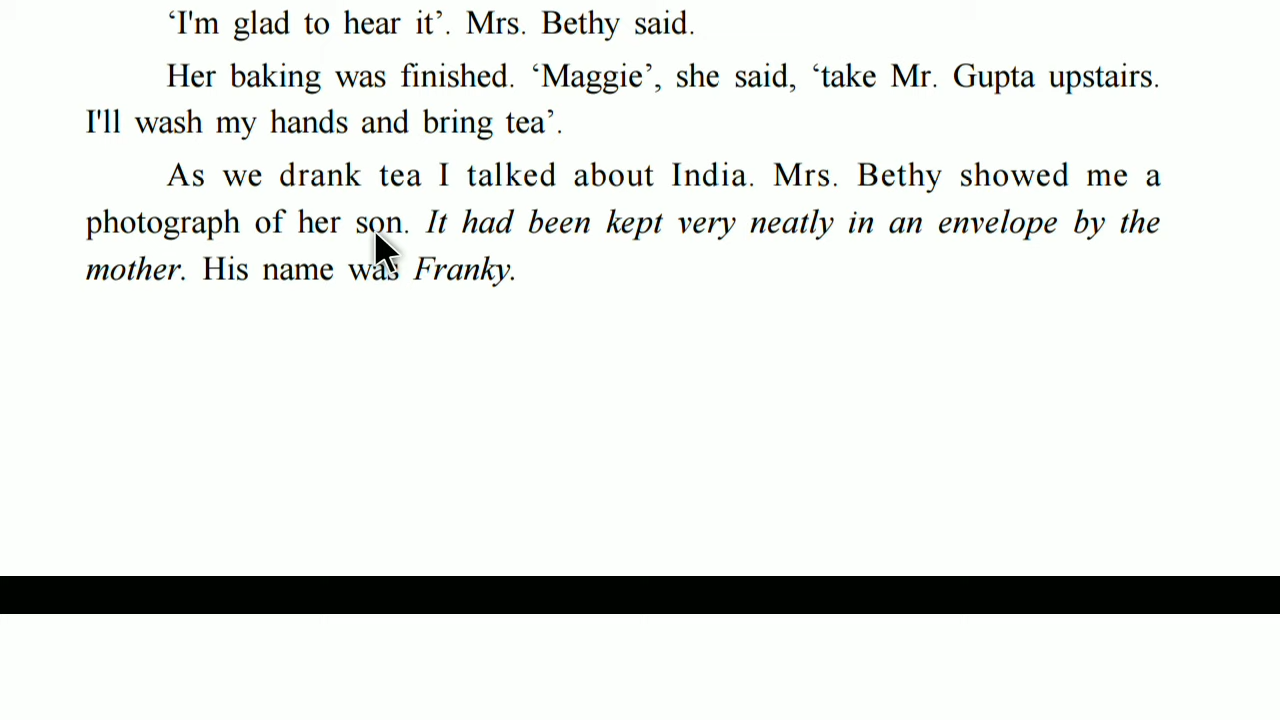 ‘I'm glad to hear it’. Mrs. Bethy said.
Her baking was finished. ‘Maggie’, she said, ‘take Mr. Gupta upstairs.
I'll wash my hands and bring tea’.
As we drank tea I talked about India. Mrs. Bethy showed me a
photograph of her son. It had been kept very neatly in an envelope by the
mother. His name was Franky.